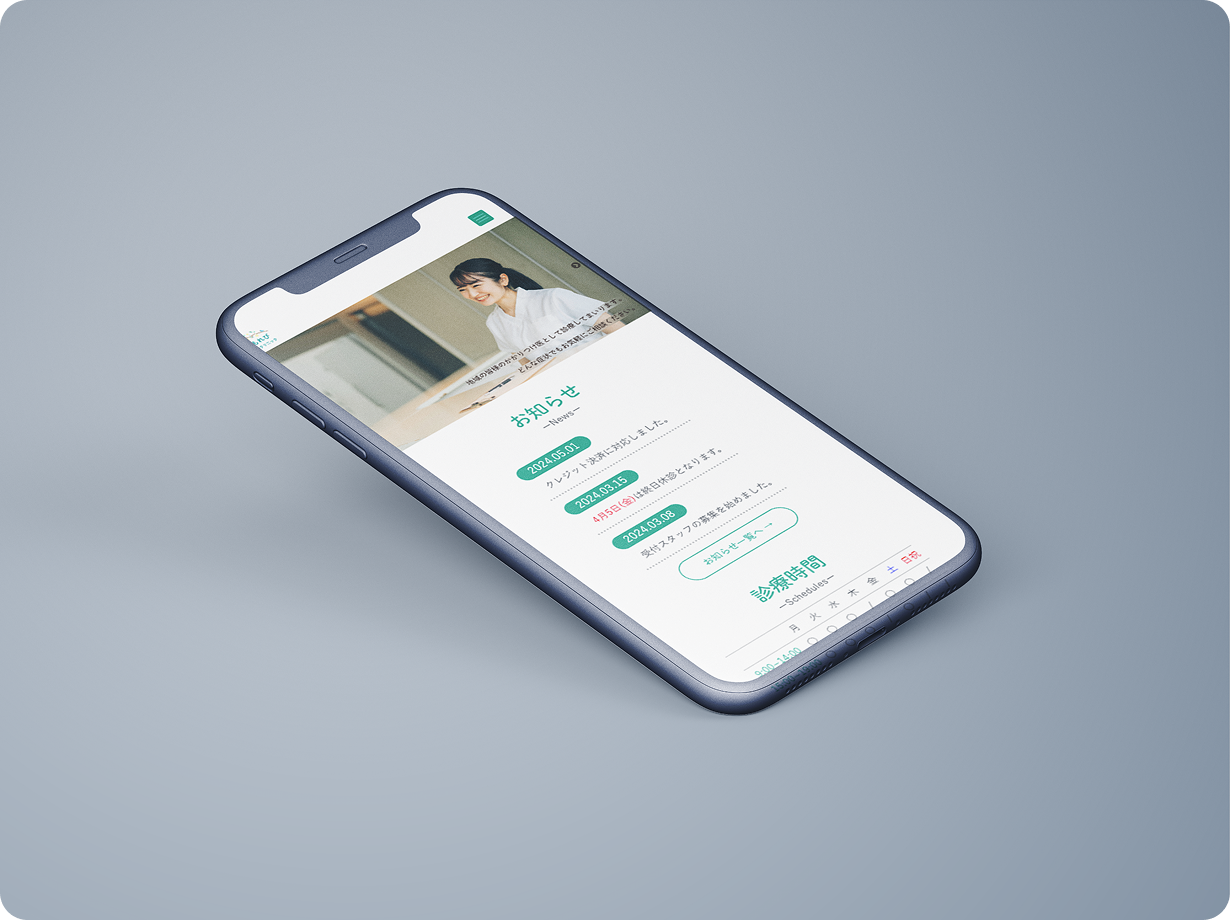 地域の皆様のかかりつけ医として診療してまいります。
どんな症状でもお気軽にご相談ください。
お知らせ
—News—
2024.05.01
クレジット決済に対応しました。
2024.03.15
4月5日(金)は終日休診となります。
2024.03.08
受付スタッフの募集を始めました。
お知らせ一覧へ →
診療時間
—Schedules—
月 火 水 木 金 土 日祝
9:00–14:00 ○ ○ ○ / ○ ○ /